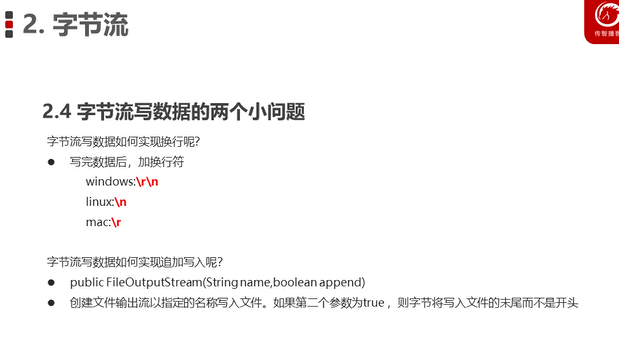 2. 字节流
传智播客
2.4 字节流写数据的两个小问题
字节流写数据如何实现换行呢?
● 写完数据后，加换行符
windows:\r\n
linux:\n
mac:\r
字节流写数据如何实现追加写入呢?
● public FileOutputStream(String name,boolean append)
● 创建文件输出流以指定的名称写入文件。如果第二个参数为true ，则字节将写入文件的末尾而不是开头